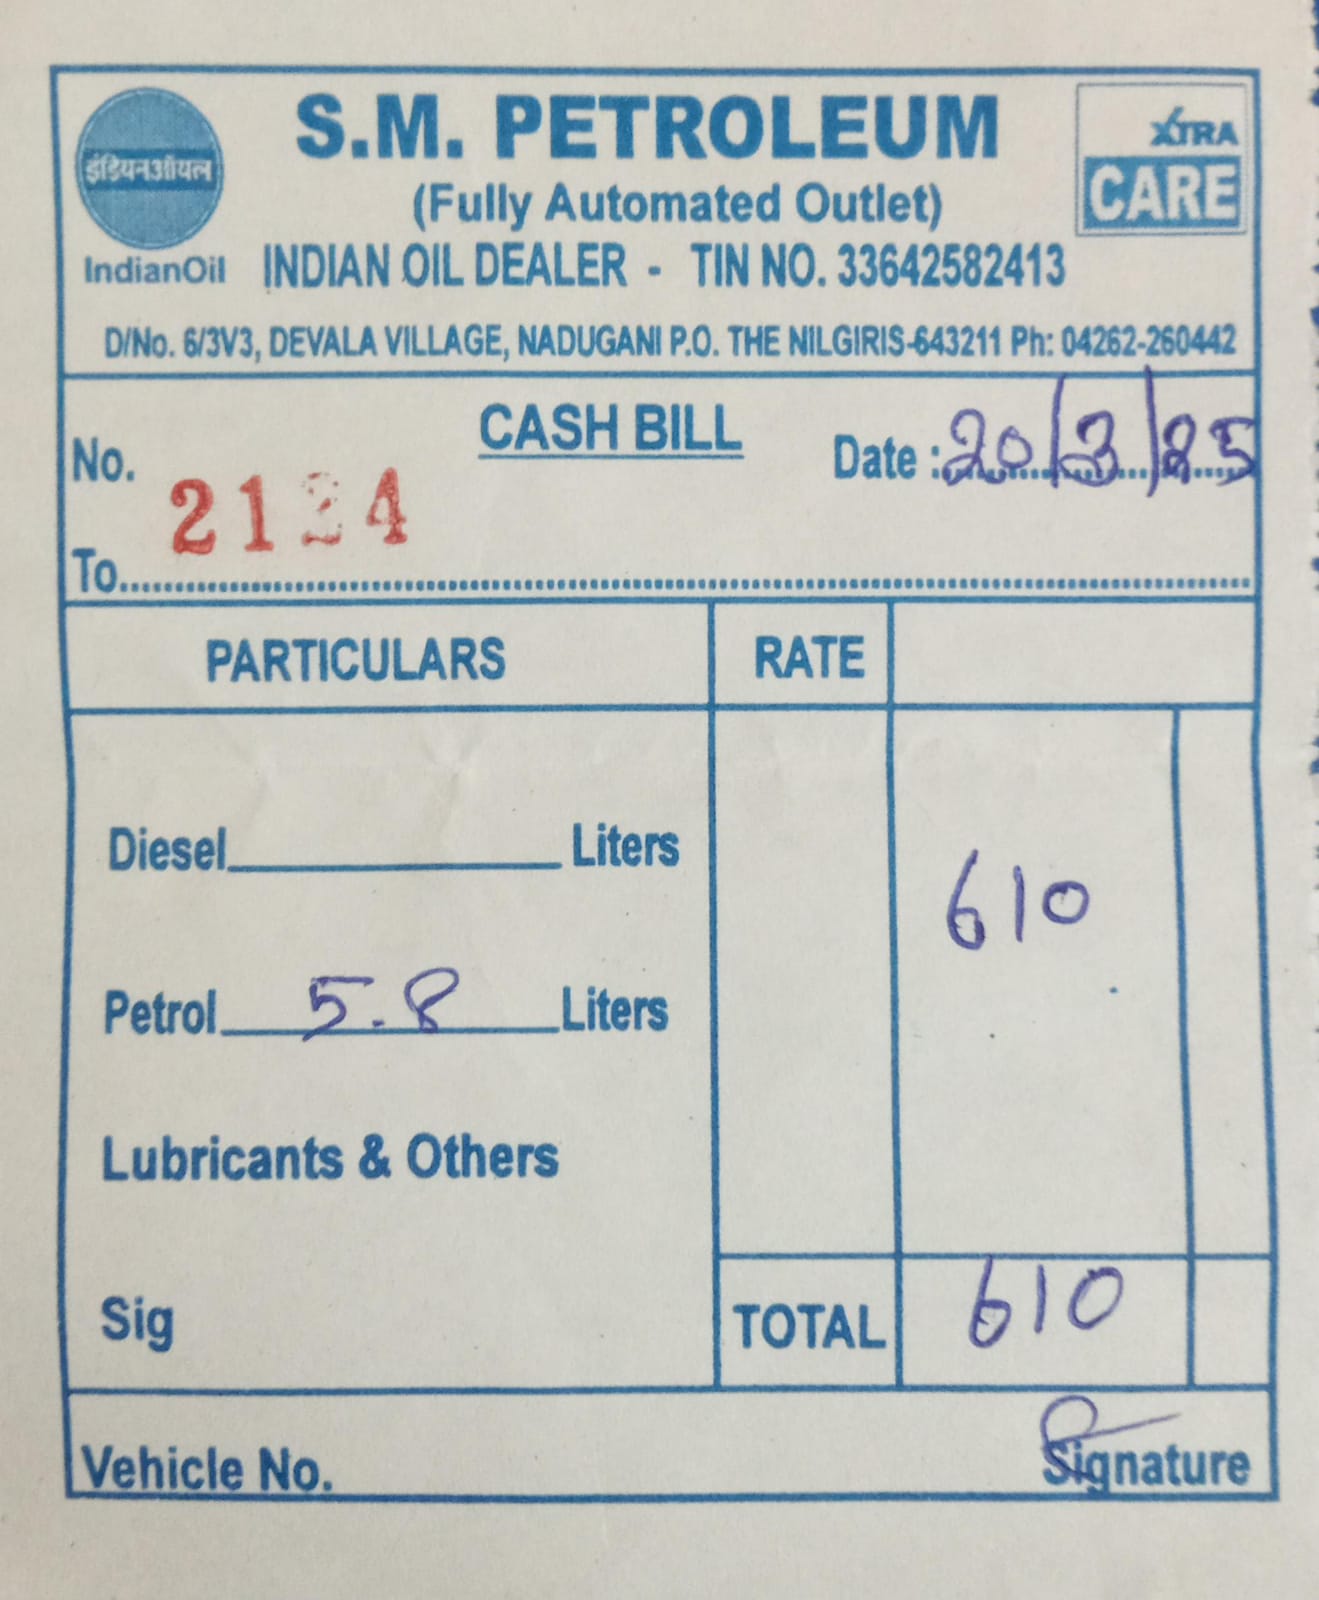 S.M. PETROLEUM
XTRA
CARE
इंडियनऑयल
(Fully Automated Outlet)
IndianOil
INDIAN OIL DEALER - TIN NO. 33642582413
D/No. 6/3V3, DEVALA VILLAGE, NADUGANI P.O. THE NILGIRIS-643211 Ph: 04262-260442
CASH BILL
No.
Date : 20/3/25
To
PARTICULARS RATE
Diesel Liters
610
Petrol 5.8 Liters
Lubricants & Others
Sig TOTAL 610
Vehicle No. Signature